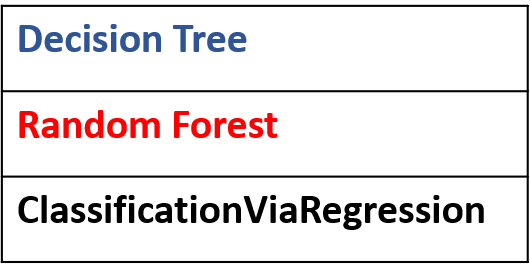 Decision Tree
Random Forest
ClassificationViaRegression